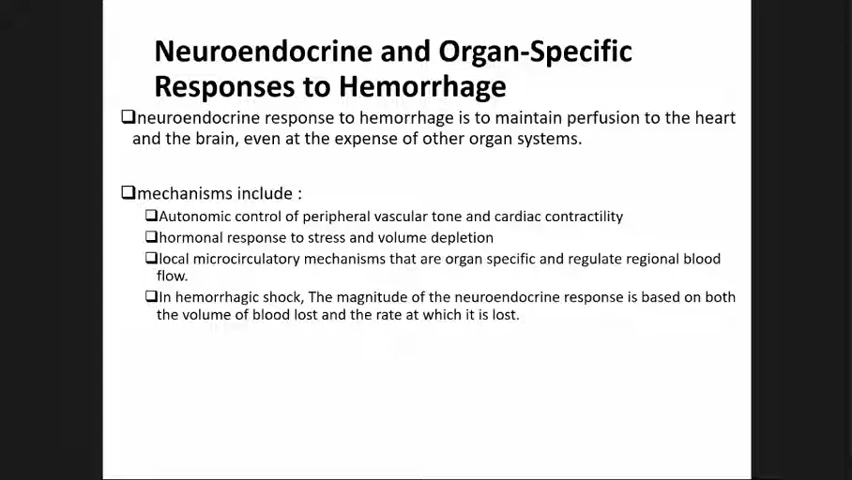 Neuroendocrine and Organ-Specific
Responses to Hemorrhage
❑neuroendocrine response to hemorrhage is to maintain perfusion to the heart
and the brain, even at the expense of other organ systems.
❑mechanisms include :
❑Autonomic control of peripheral vascular tone and cardiac contractility
❑hormonal response to stress and volume depletion
❑local microcirculatory mechanisms that are organ specific and regulate regional blood
flow.
❑In hemorrhagic shock, The magnitude of the neuroendocrine response is based on both
the volume of blood lost and the rate at which it is lost.